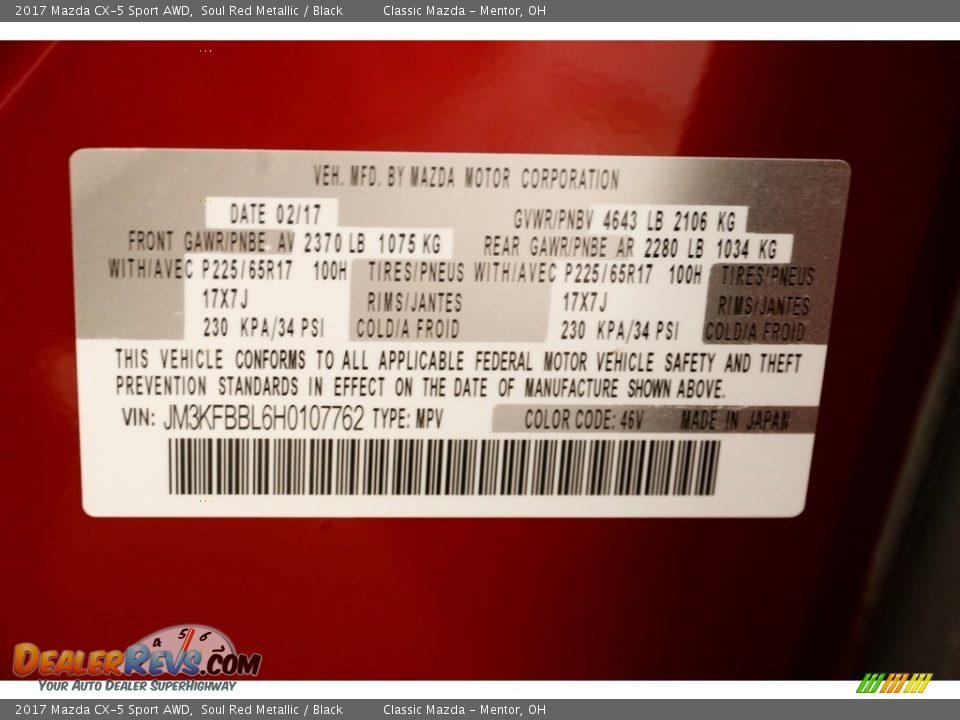 2017 Mazda CX-5 Sport AWD, Soul Red Metallic / Black Classic Mazda - Mentor, OH
VEH. MFD. BY MAZDA MOTOR CORPORATION
DATE 02/17 GVWR/PNBV 4643 LB 2106 KG
FRONT GAWR/PNBE AV 2370 LB 1075 KG REAR GAWR/PNBE AR 2280 LB 1034 KG
WITH/AVEC P225/65R17 100H TIRES/PNEUS WITH/AVEC P225/65R17 100H TIRES/PNEUS
17X7J RIMS/JANTES 17X7J RIMS/JANTES
230 KPA/34 PSI COLD/A FROID 230 KPA/34 PSI COLD/A FROID
THIS VEHICLE CONFORMS TO ALL APPLICABLE FEDERAL MOTOR VEHICLE SAFETY AND THEFT
PREVENTION STANDARDS IN EFFECT ON THE DATE OF MANUFACTURE SHOWN ABOVE.
VIN: JM3KFBBL6H0107762 TYPE: MPV COLOR CODE: 46V MADE IN JAPAN
4 5 6
DEALERREVS.COM
YOUR AUTO DEALER SUPERHIGHWAY
2017 Mazda CX-5 Sport AWD, Soul Red Metallic / Black Classic Mazda - Mentor, OH